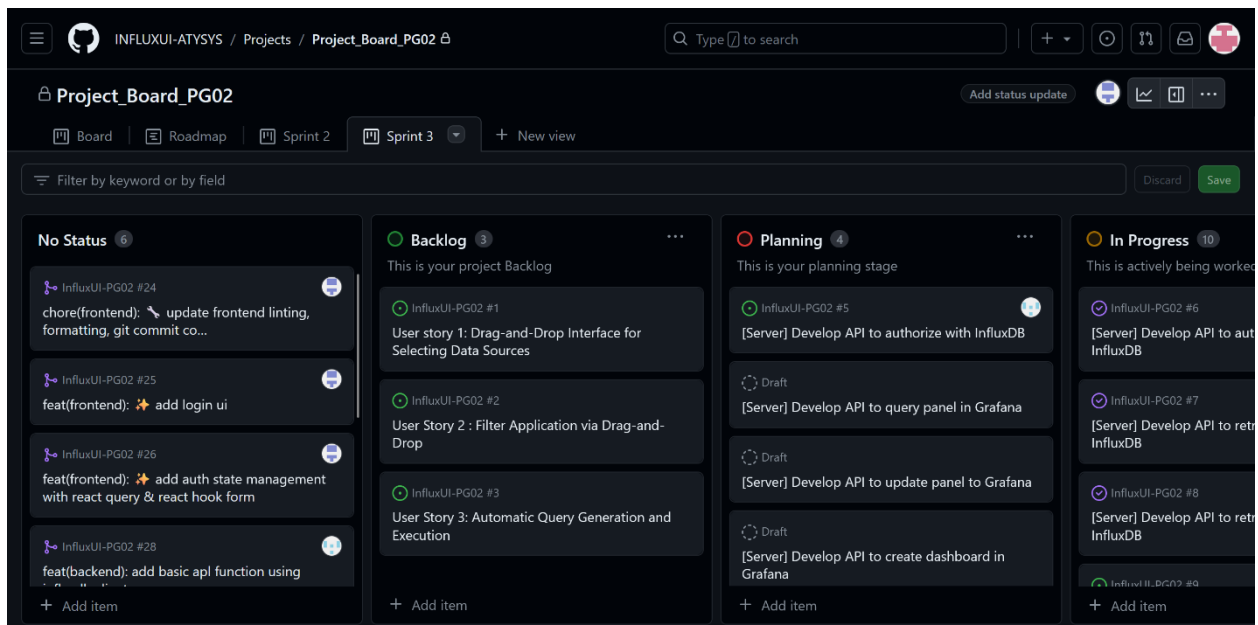 INFLUXUI-ATYSYS / Projects / Project_Board_PG02
Type / to search
Project_Board_PG02
Add status update
Board
Roadmap
Sprint 2
Sprint 3
New view
Filter by keyword or by field
Discard
Save
No Status 6
InfluxUI-PG02 #24
chore(frontend): 🔧 update frontend linting,
formatting, git commit co...
InfluxUI-PG02 #25
feat(frontend): ✨ add login ui
InfluxUI-PG02 #26
feat(frontend): ✨ add auth state management
with react query & react hook form
InfluxUI-PG02 #28
feat(backend): add basic apI function using
+ Add item
Backlog 3
This is your project Backlog
InfluxUI-PG02 #1
User story 1: Drag-and-Drop Interface for
Selecting Data Sources
InfluxUI-PG02 #2
User Story 2 : Filter Application via Drag-and-
Drop
InfluxUI-PG02 #3
User Story 3: Automatic Query Generation and
Execution
+ Add item
Planning 4
This is your planning stage
InfluxUI-PG02 #5
[Server] Develop API to authorize with InfluxDB
Draft
[Server] Develop API to query panel in Grafana
Draft
[Server] Develop API to update panel to Grafana
Draft
[Server] Develop API to create dashboard in
Grafana
+ Add item
In Progress 10
This is actively being worked
InfluxUI-PG02 #6
[Server] Develop API to aut
InfluxDB
InfluxUI-PG02 #7
[Server] Develop API to retr
InfluxDB
InfluxUI-PG02 #8
[Server] Develop API to retr
InfluxDB
InfluxUI-PG02 #9
+ Add item